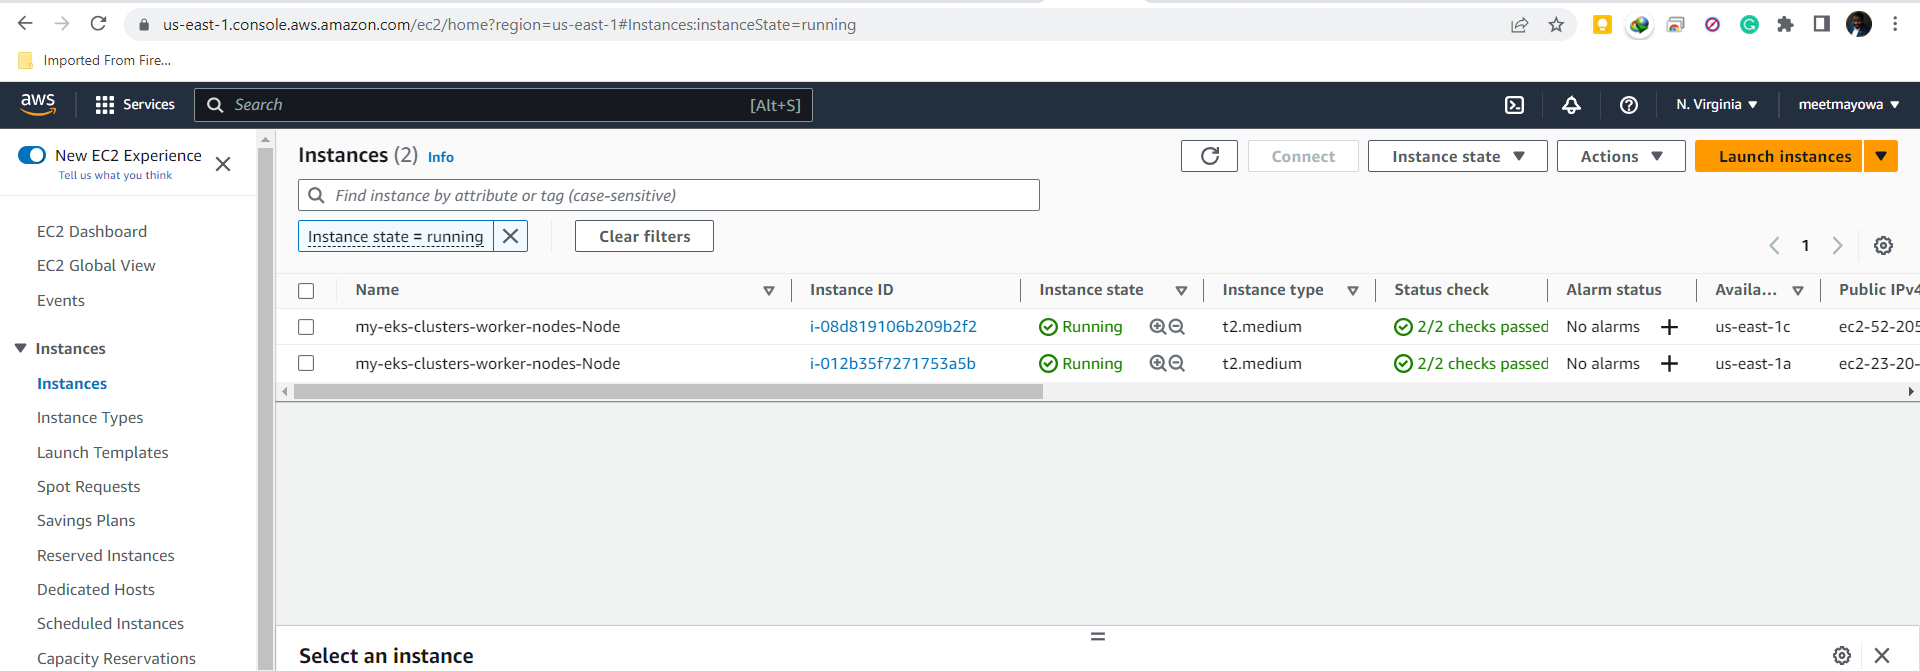 us-east-1.console.aws.amazon.com/ec2/home?region=us-east-1#Instances:instanceState=running
Imported From Fire...
aws
Services
Search
[Alt+S]
N. Virginia
meetmayowa
New EC2 Experience
Tell us what you think
EC2 Dashboard
EC2 Global View
Events
Instances
Instances
Instance Types
Launch Templates
Spot Requests
Savings Plans
Reserved Instances
Dedicated Hosts
Scheduled Instances
Capacity Reservations
Instances (2) Info
Connect
Instance state
Actions
Launch instances
Find instance by attribute or tag (case-sensitive)
Instance state = running
Clear filters
1
Name Instance ID Instance state Instance type Status check Alarm status Availa... Public IPv4
my-eks-clusters-worker-nodes-Node i-08d819106b209b2f2 Running t2.medium 2/2 checks passed No alarms + us-east-1c ec2-52-205
my-eks-clusters-worker-nodes-Node i-012b35f7271753a5b Running t2.medium 2/2 checks passed No alarms + us-east-1a ec2-23-20-
Select an instance